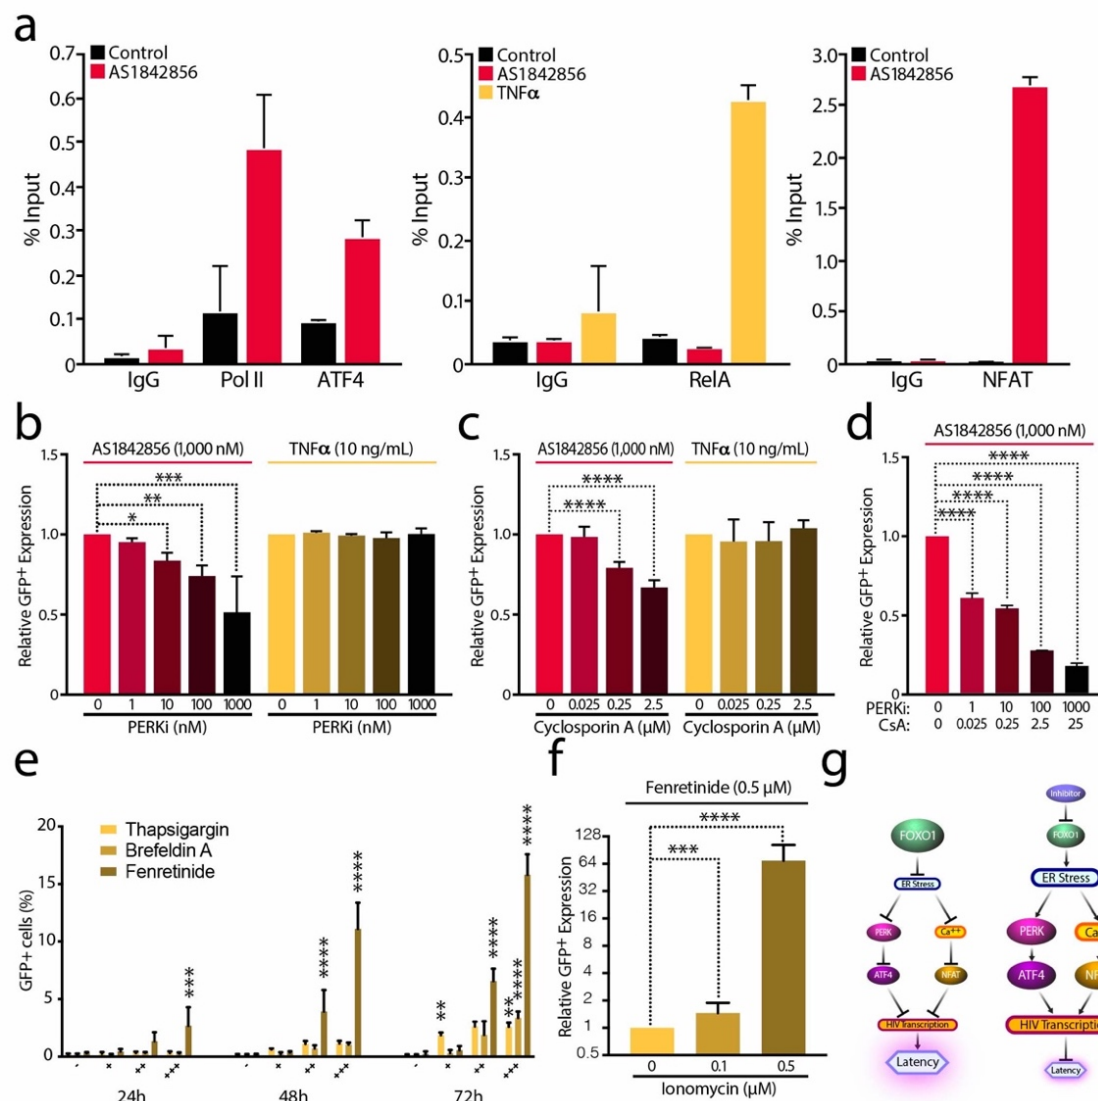 a
0.7
0.6
0.5
0.4
0.3
0.2
0.1
0
% Input
Control
AS1842856
IgG Pol II ATF4
0.5
0.4
0.3
0.2
0.1
0
% Input
Control
AS1842856
TNFα
IgG RelA
3.0
2.5
2.0
1.5
1.0
0.5
0
% Input
Control
AS1842856
IgG NFAT
b
AS1842856 (1,000 nM) TNFα (10 ng/mL)
1.5
1.0
0.5
0
Relative GFP+ Expression
***
**
*
0 1 10 100 1000 0 1 10 100 1000
PERKi (nM) PERKi (nM)
c
AS1842856 (1,000 nM) TNFα (10 ng/mL)
1.5
1.0
0.5
0
Relative GFP+ Expression
****
****
0 0.025 0.25 2.5 0 0.025 0.25 2.5
Cyclosporin A (μM) Cyclosporin A (μM)
d
AS1842856 (1,000 nM)
1.5
1.0
0.5
0
Relative GFP+ Expression
****
****
****
****
PERKi: 0 1 10 100 1000
CsA: 0 0.025 0.25 2.5 25
e
20
15
10
5
0
GFP+ cells (%)
Thapsigargin
Brefeldin A
Fenretinide
***
****
****
**
****
**
****
****
- + ++ +++ - + ++ +++ - + ++ +++
24h 48h 72h
f
Fenretinide (0.5 μM)
128
64
32
16
8
4
2
1
0.5
Relative GFP+ Expression
****
***
0 0.1 0.5
Ionomycin (μM)
g
FOXO1
ER Stress
PERK Ca++
ATF4 NFAT
HIV Transcription
Latency
Inhibitor
FOXO1
ER Stress
PERK Ca
ATF4 NF
HIV Transcriptio
Latency